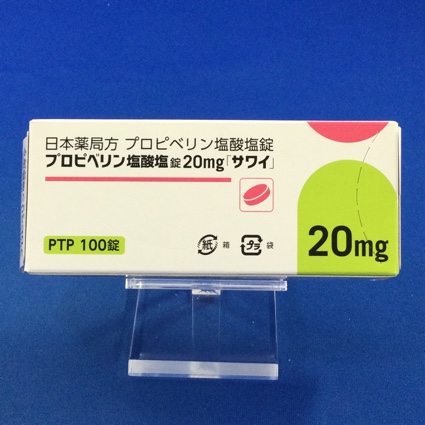 日本薬局方 プロピベリン塩酸塩錠
プロピベリン塩酸塩錠20mg「サワイ」
PTP 100錠
紙 箱 プラ 袋
20mg